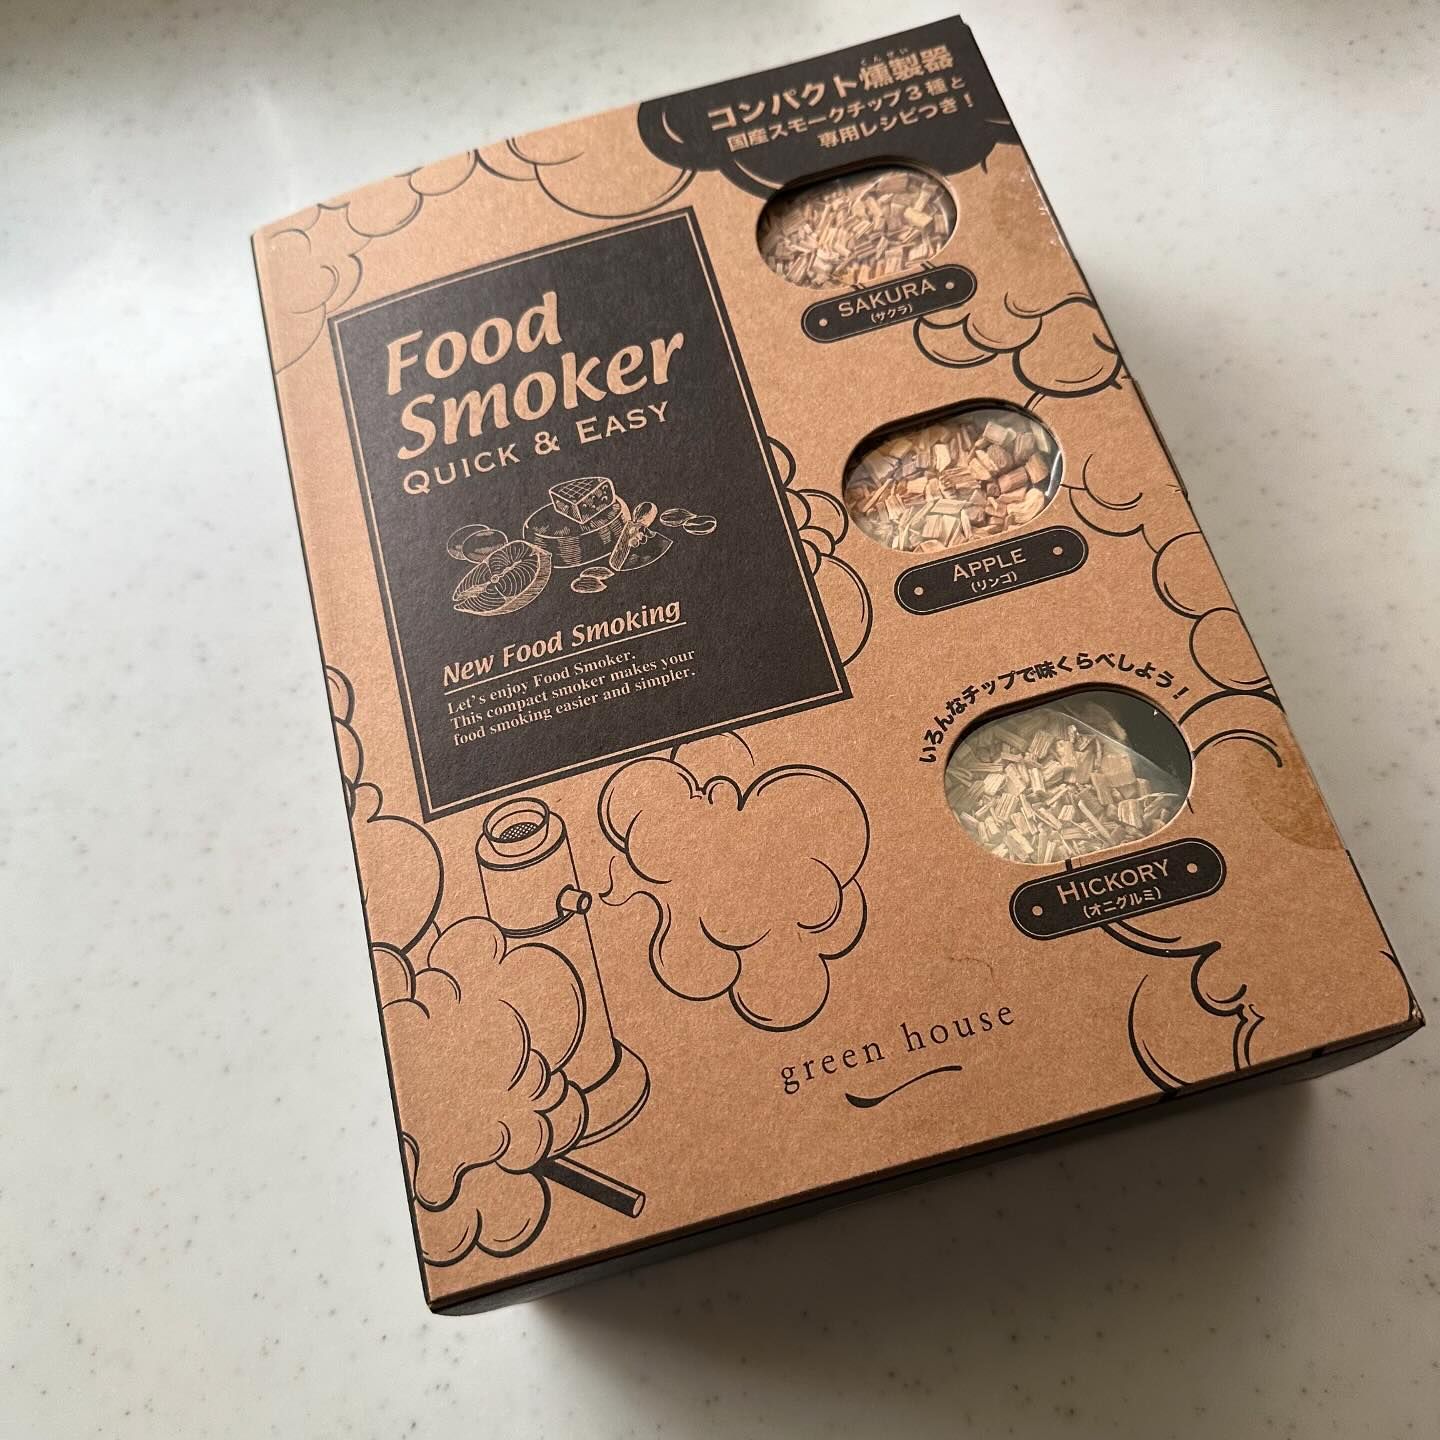 くんせい
コンパクト燻製器
国産スモークチップ3種と
専用レシピつき!
SAKURA
(サクラ)
Food
Smoker
QUICK & EASY
New Food Smoking
Let's enjoy Food Smoker.
This compact smoker makes your
food smoking easier and simpler.
APPLE
(リンゴ)
いろんなチップで味くらべしよう!
HICKORY
(オニグルミ)
green house